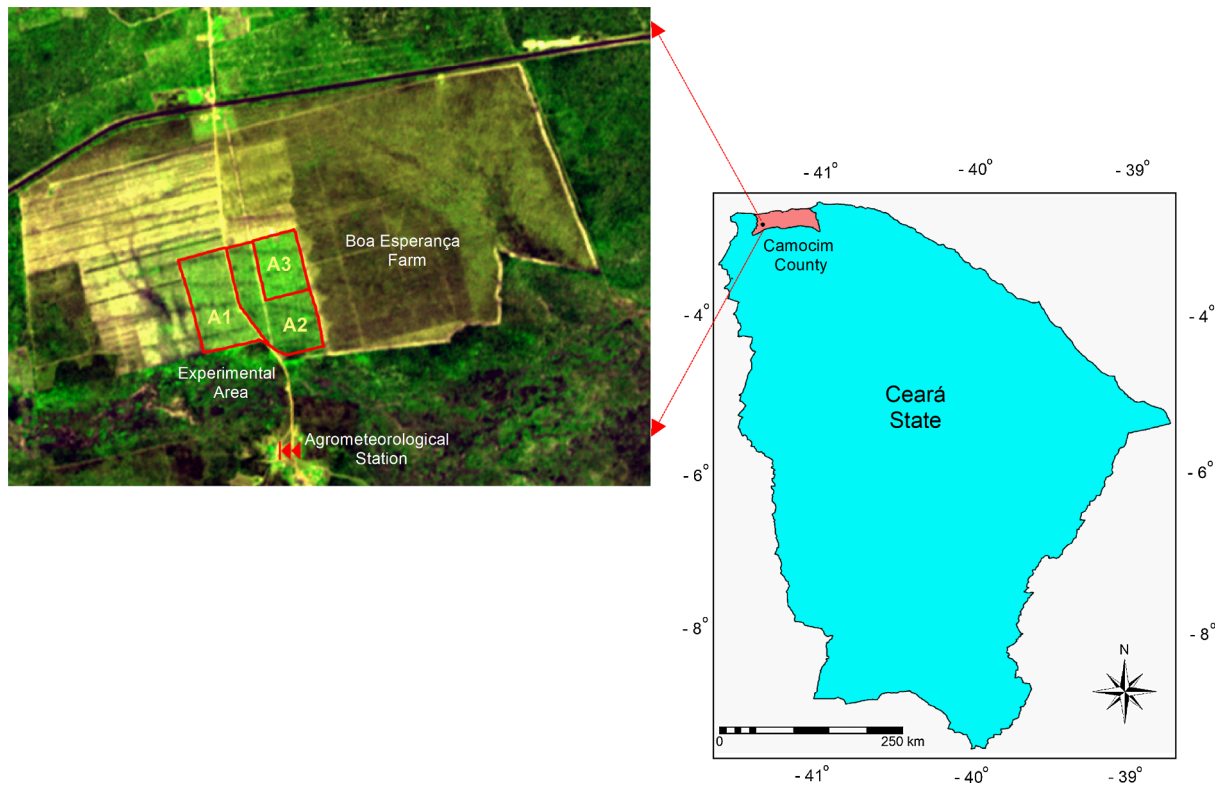 Boa Esperança
Farm
A3
A1
A2
Experimental
Area
Agrometeorological
Station
- 41°
- 40°
- 39°
Camocim
County
- 4°
- 4°
Ceará
State
- 6°
- 6°
- 8°
- 8°
N
0
250 km
- 41°
- 40°
- 39°